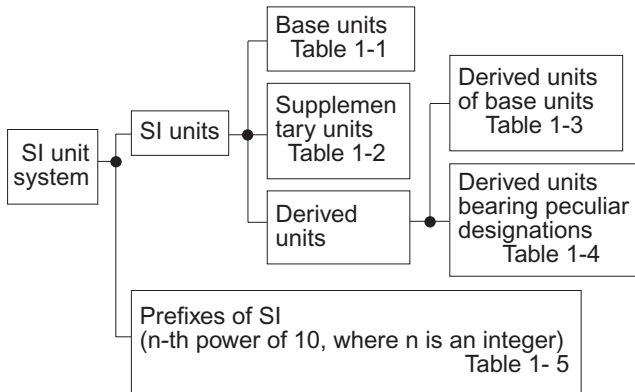 SI unit
system
SI units
Base units
Table 1-1
Supplemen
tary units
Table 1-2
Derived
units
Derived units
of base units
Table 1-3
Derived units
bearing peculiar
designations
Table 1-4
Prefixes of SI
(n-th power of 10, where n is an integer)
Table 1- 5